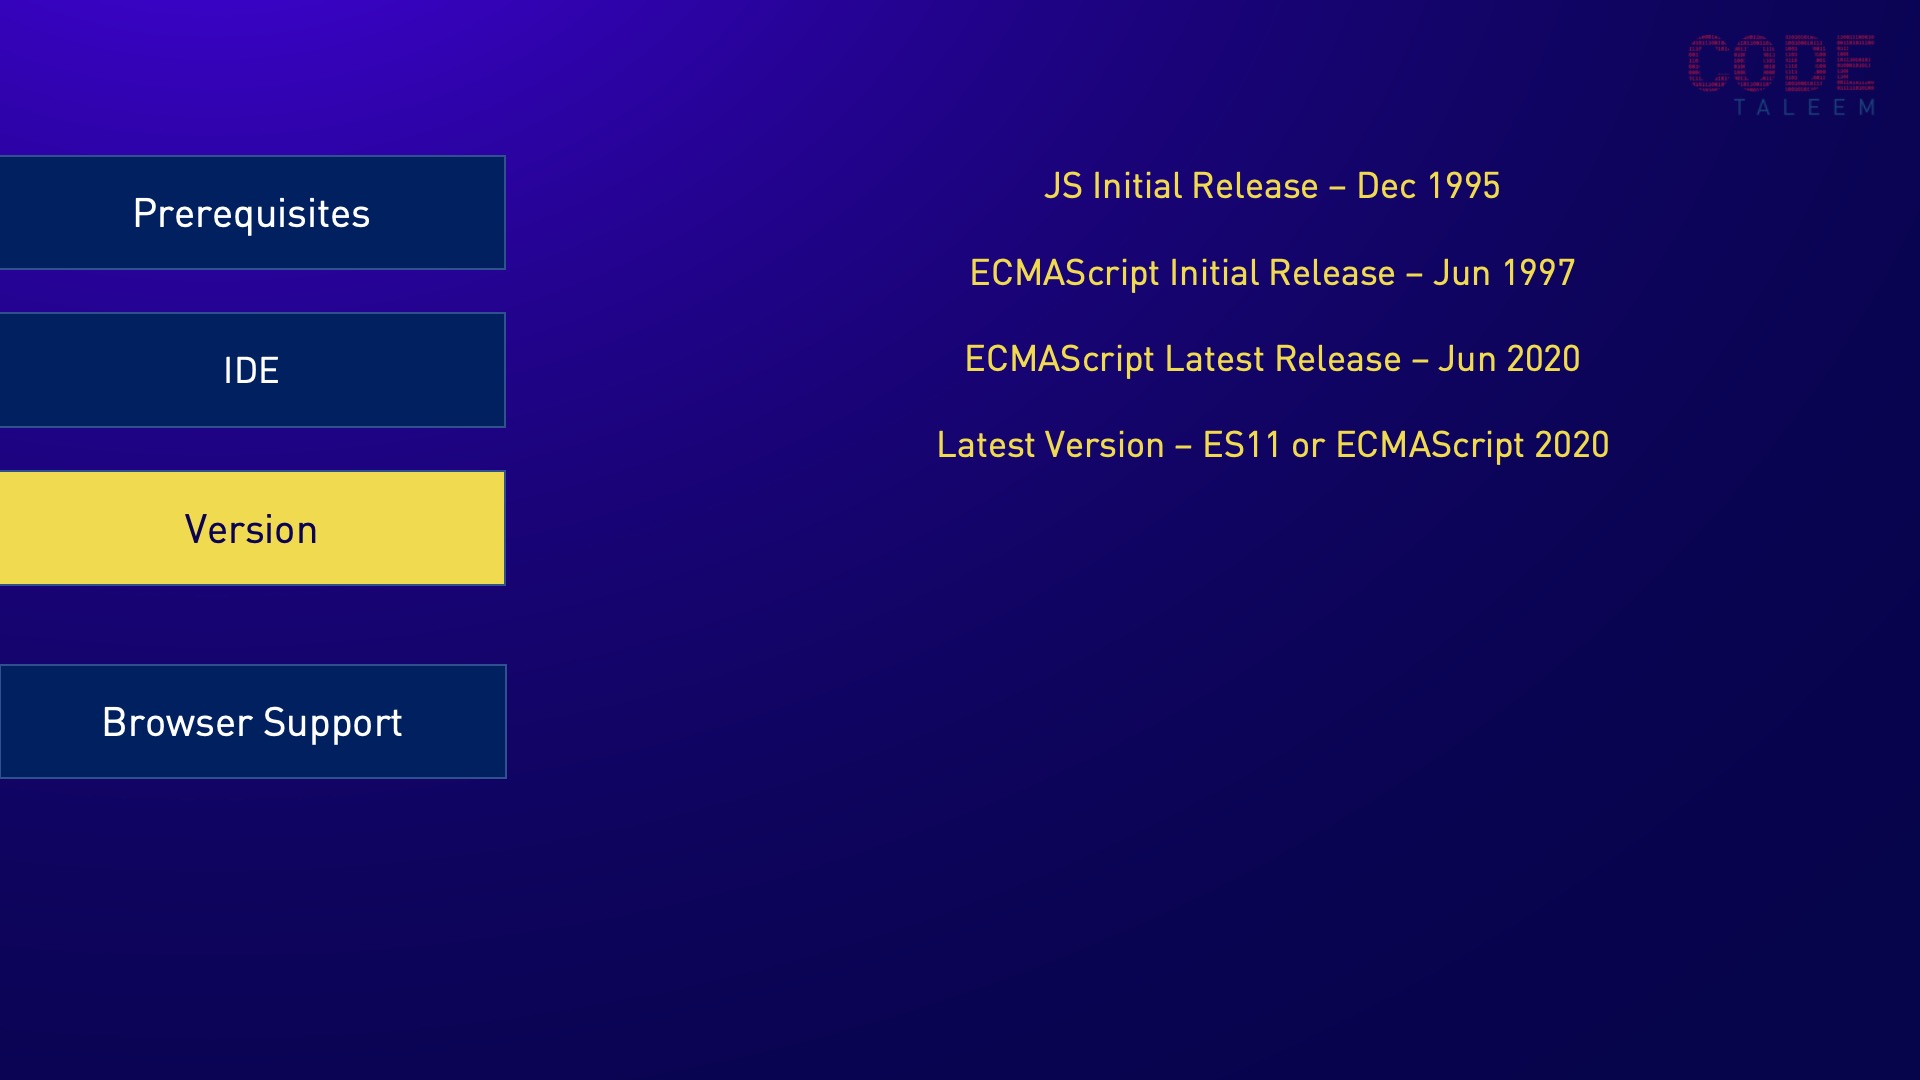 CODE
TALEEM
Prerequisites
IDE
Version
Browser Support
JS Initial Release – Dec 1995
ECMAScript Initial Release – Jun 1997
ECMAScript Latest Release – Jun 2020
Latest Version – ES11 or ECMAScript 2020